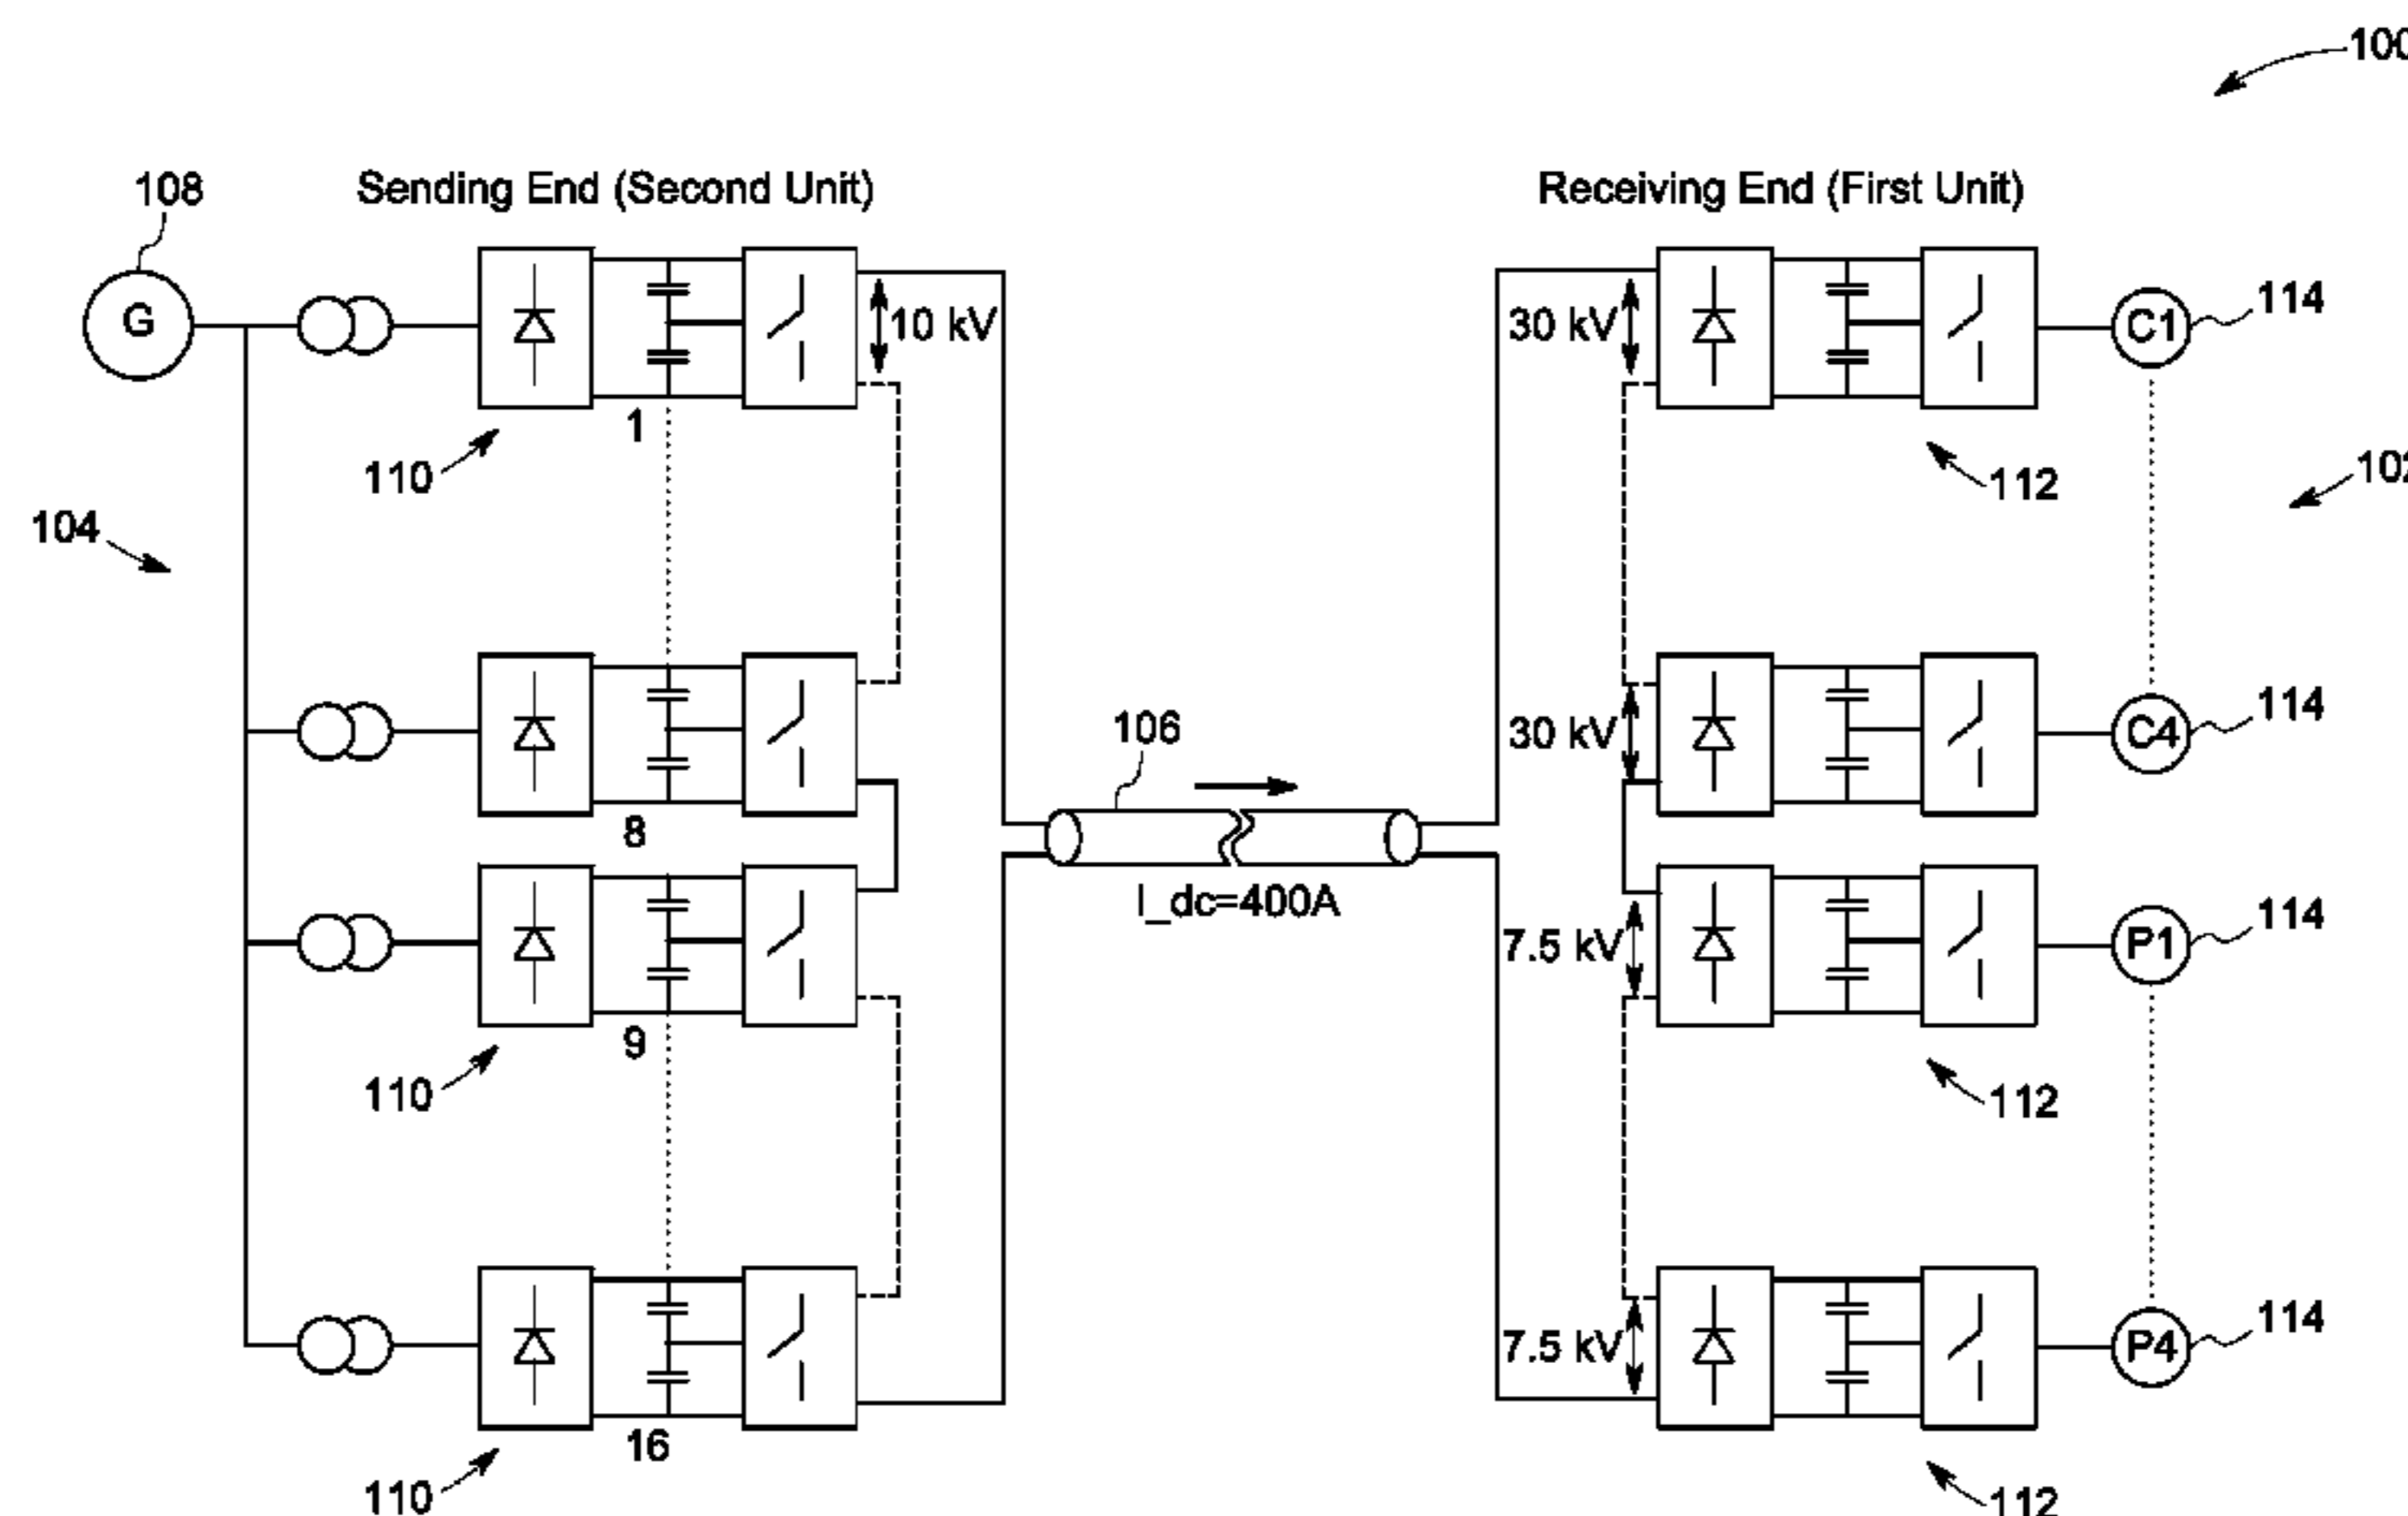 100
108
Sending End (Second Unit)
Receiving End (First Unit)
G
10 kV
30 kV
C1
114
1
110
112
104
106
30 kV
C4
114
8
I_dc=400A
7.5 kV
P1
114
9
110
112
7.5 kV
P4
114
16
110
112